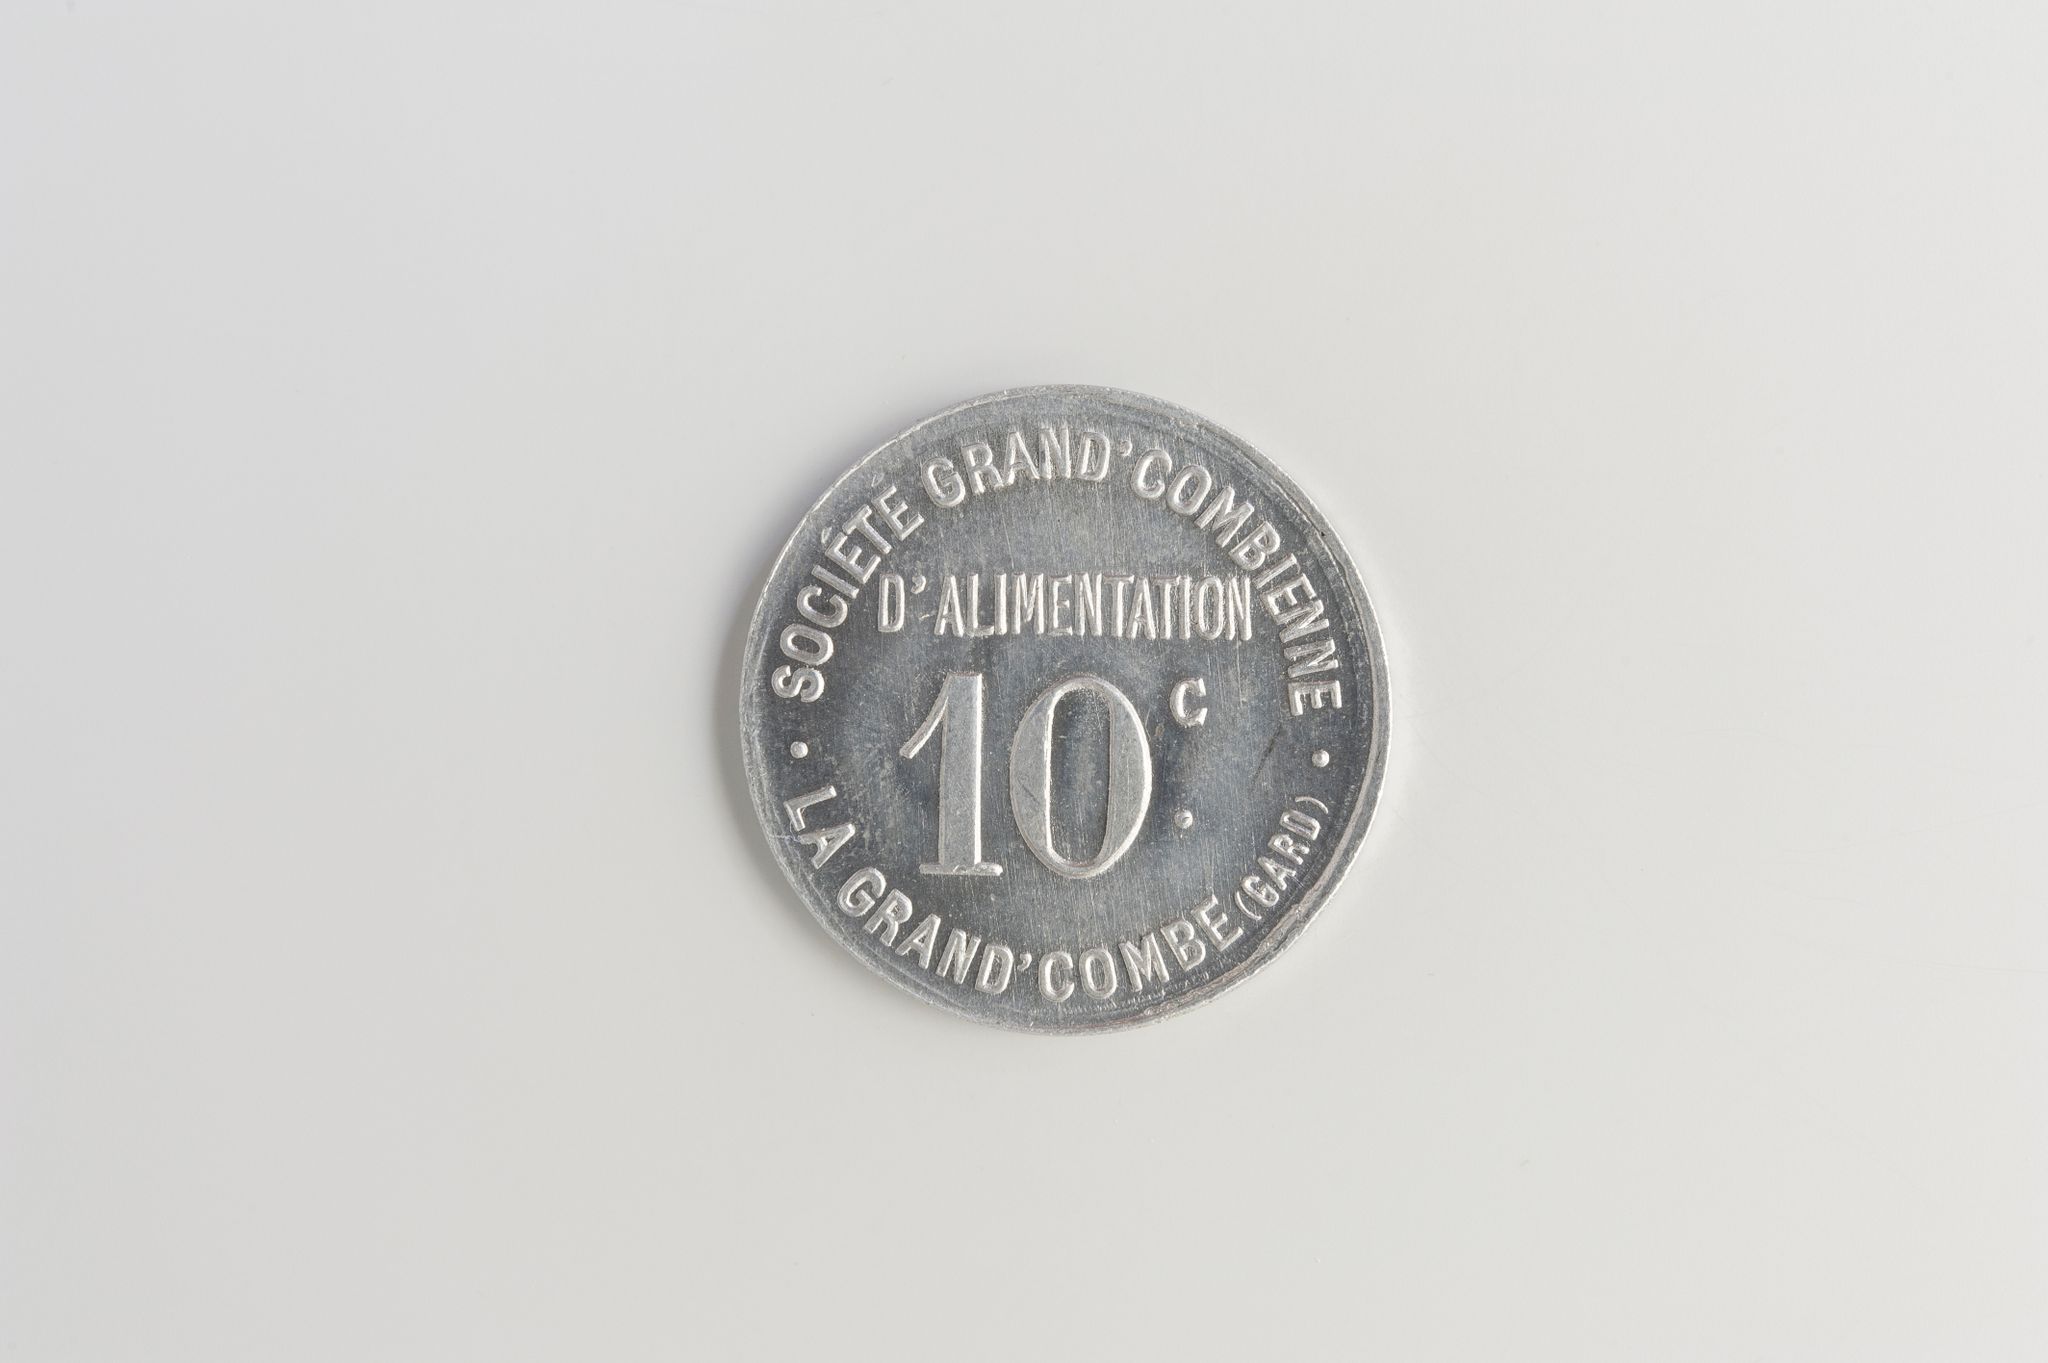 SOCIÉTÉ GRAND'COMBIENNE
D'ALIMENTATION
10 C.
LA GRAND'COMBE (GARD)